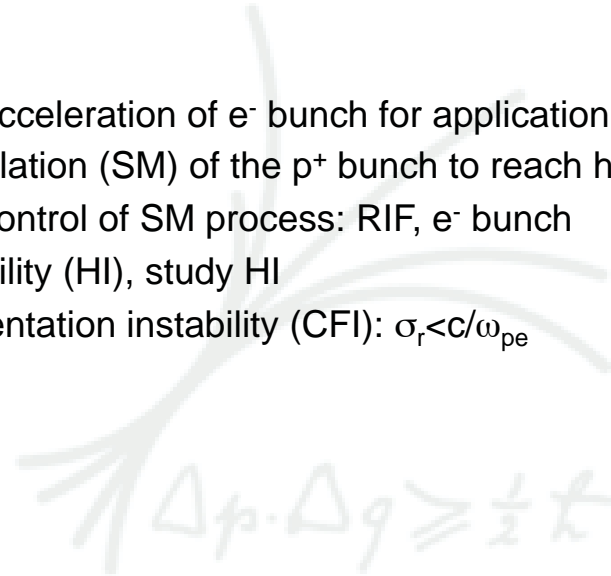 cceleration of e⁻ bunch for application
lation (SM) of the p⁺ bunch to reach h
ontrol of SM process: RIF, e⁻ bunch
ility (HI), study HI
entation instability (CFI): σᵣ<c/ωₚₑ
Δp·Δq ≥ ½ ħ